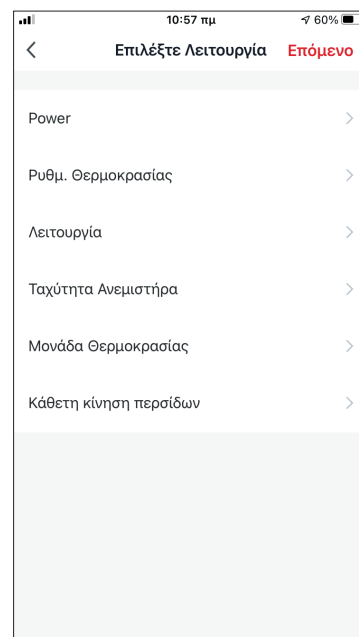 10:57 πμ 60%
Επιλέξτε Λειτουργία Επόμενο
Power
Ρυθμ. Θερμοκρασίας
Λειτουργία
Ταχύτητα Ανεμιστήρα
Μονάδα Θερμοκρασίας
Κάθετη κίνηση περσίδων